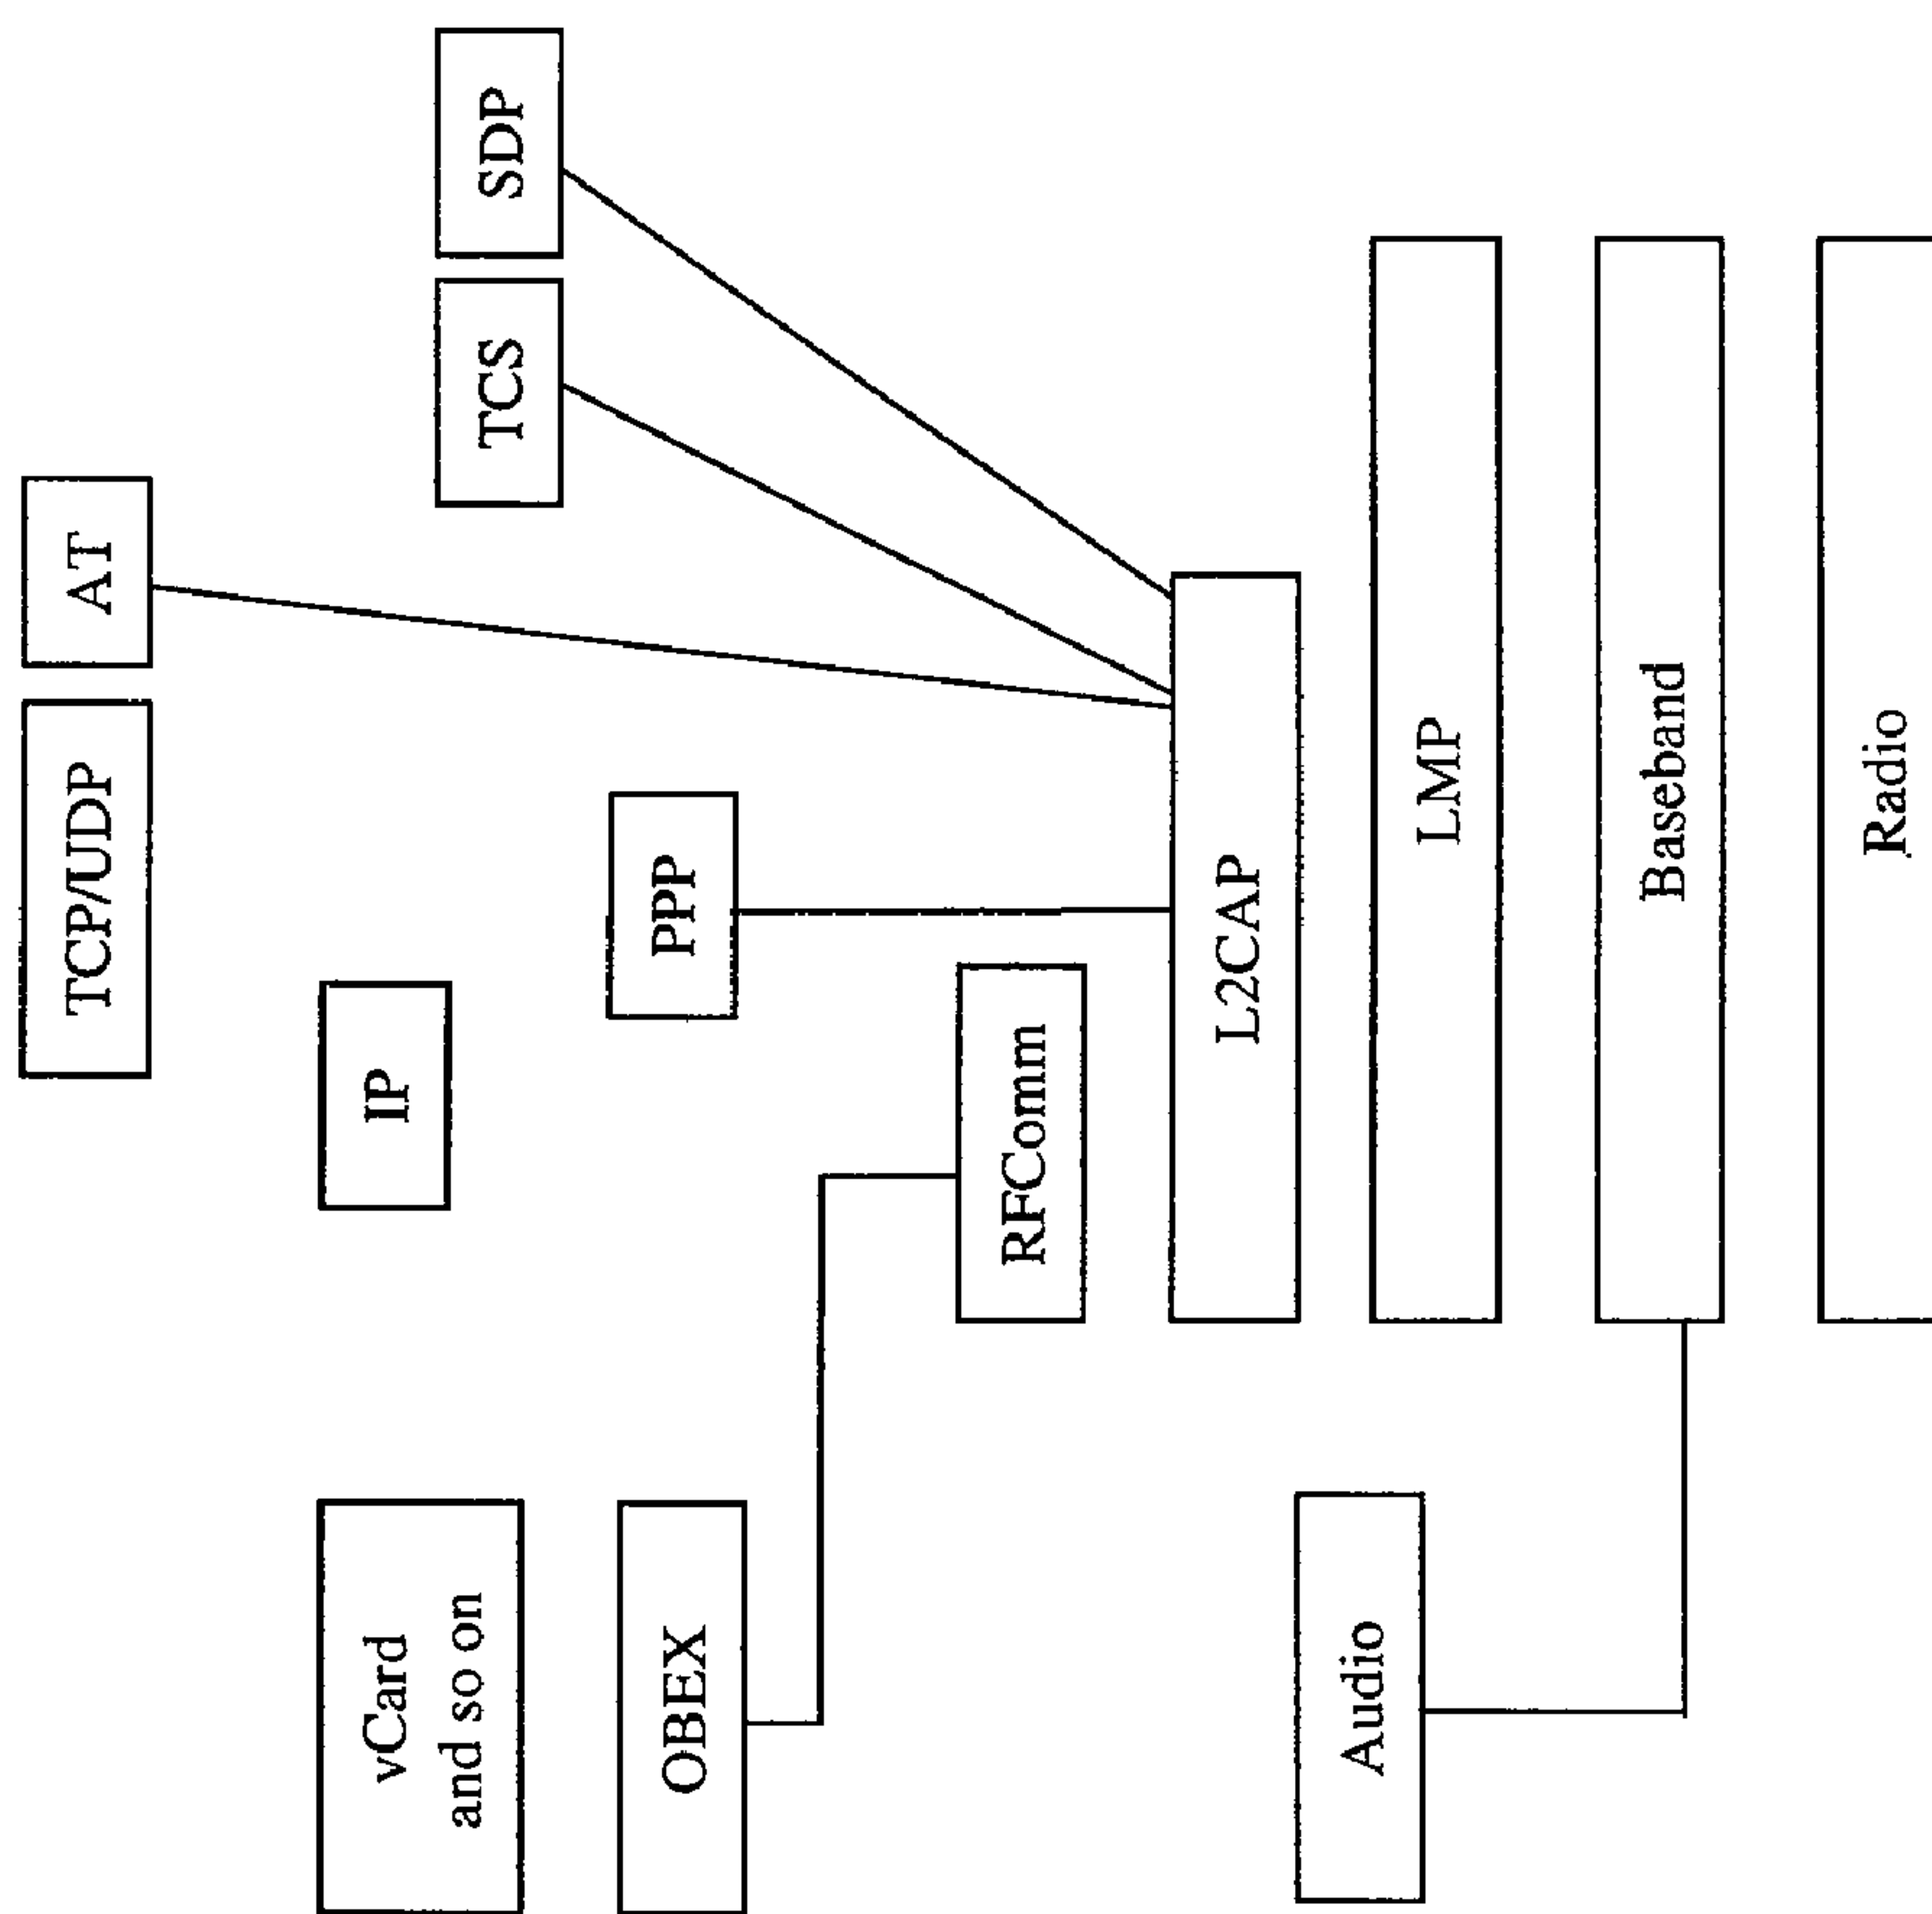 TCP/UDP
AT
vCard
and so on
IP
TCS
SDP
OBEX
PPP
RFComm
L2CAP
Audio
LMP
Baseband
Radio